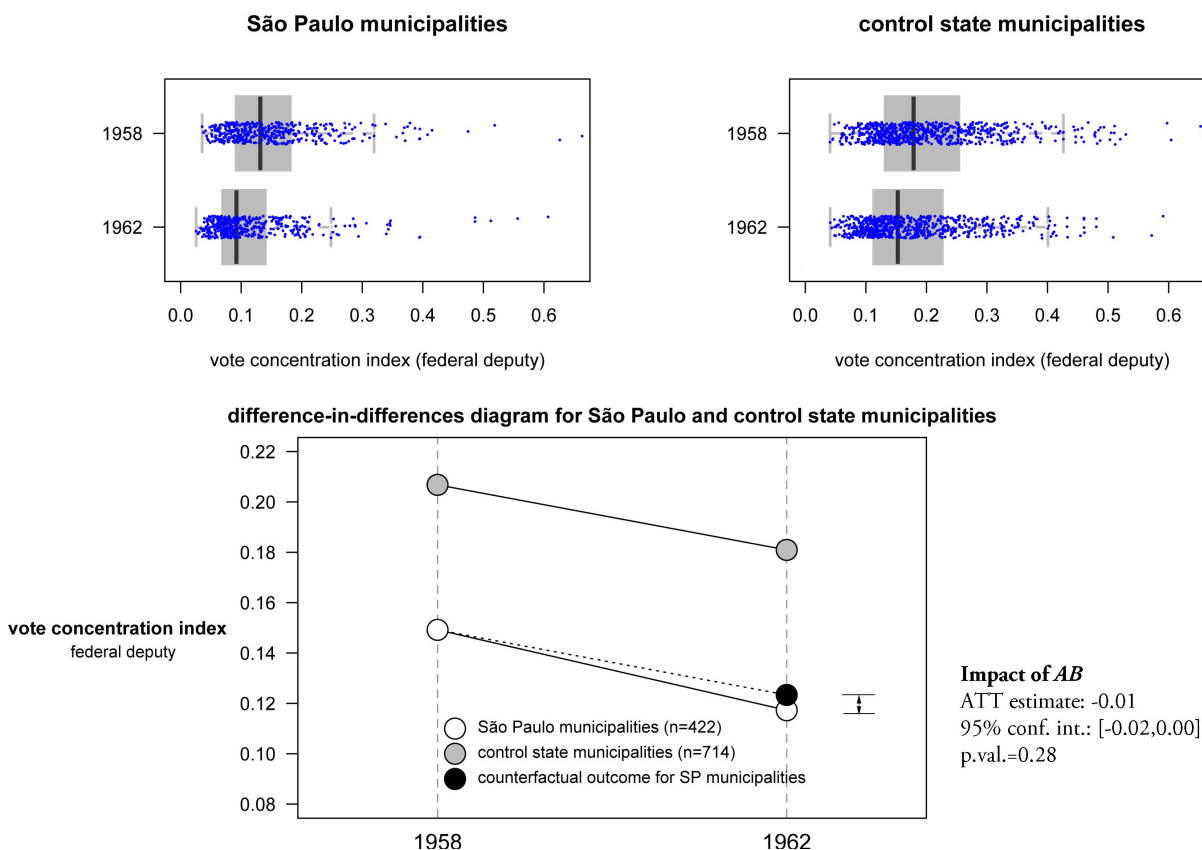 São Paulo municipalities
control state municipalities
1958
1962
0.0 0.1 0.2 0.3 0.4 0.5 0.6
vote concentration index (federal deputy)
1958
1962
0.0 0.1 0.2 0.3 0.4 0.5 0.6
vote concentration index (federal deputy)
difference-in-differences diagram for São Paulo and control state municipalities
0.22
0.20
0.18
0.16
0.14
0.12
0.10
0.08
vote concentration index
federal deputy
São Paulo municipalities (n=422)
control state municipalities (n=714)
counterfactual outcome for SP municipalities
1958 1962
Impact of AB
ATT estimate: -0.01
95% conf. int.: [-0.02,0.00]
p.val.=0.28